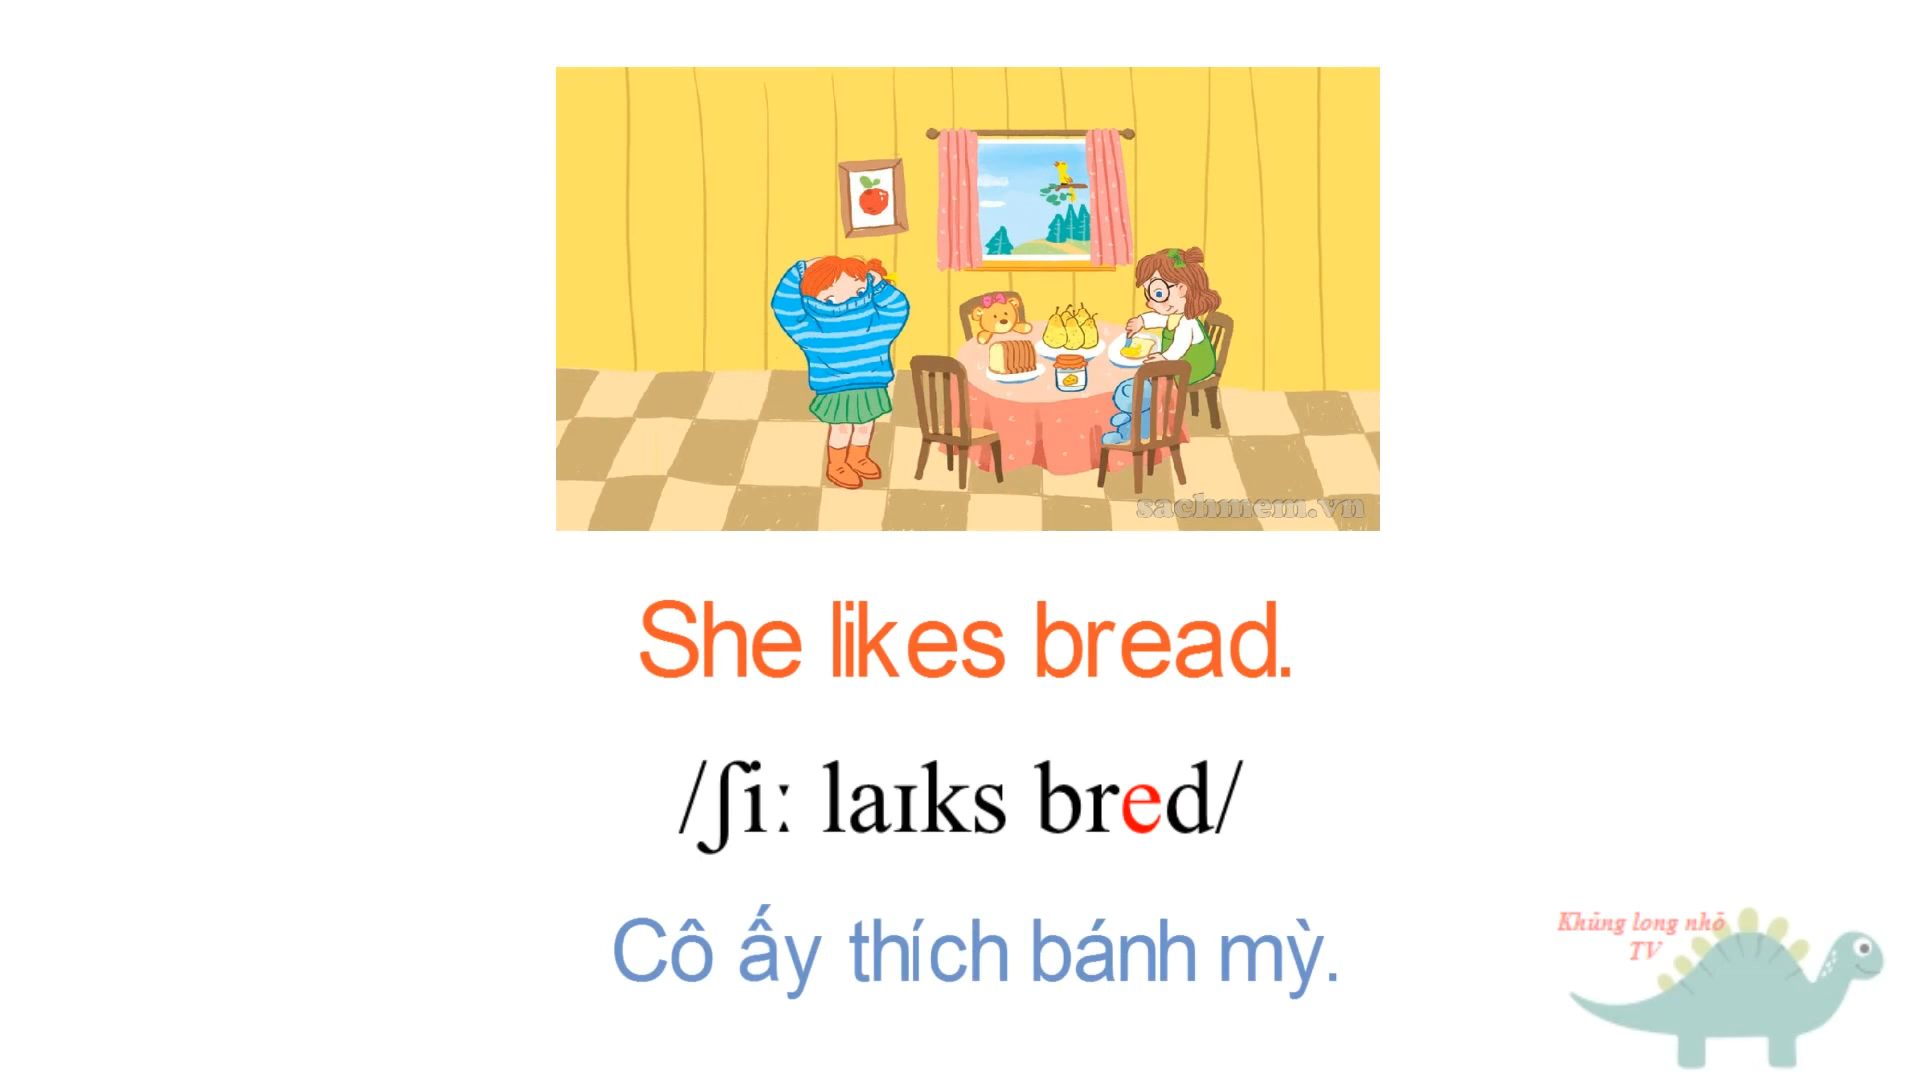 sachmem.vn
She likes bread.
/ʃiː laɪks bred/
Cô ấy thích bánh mỳ.
Khủng long nhỏ
TV